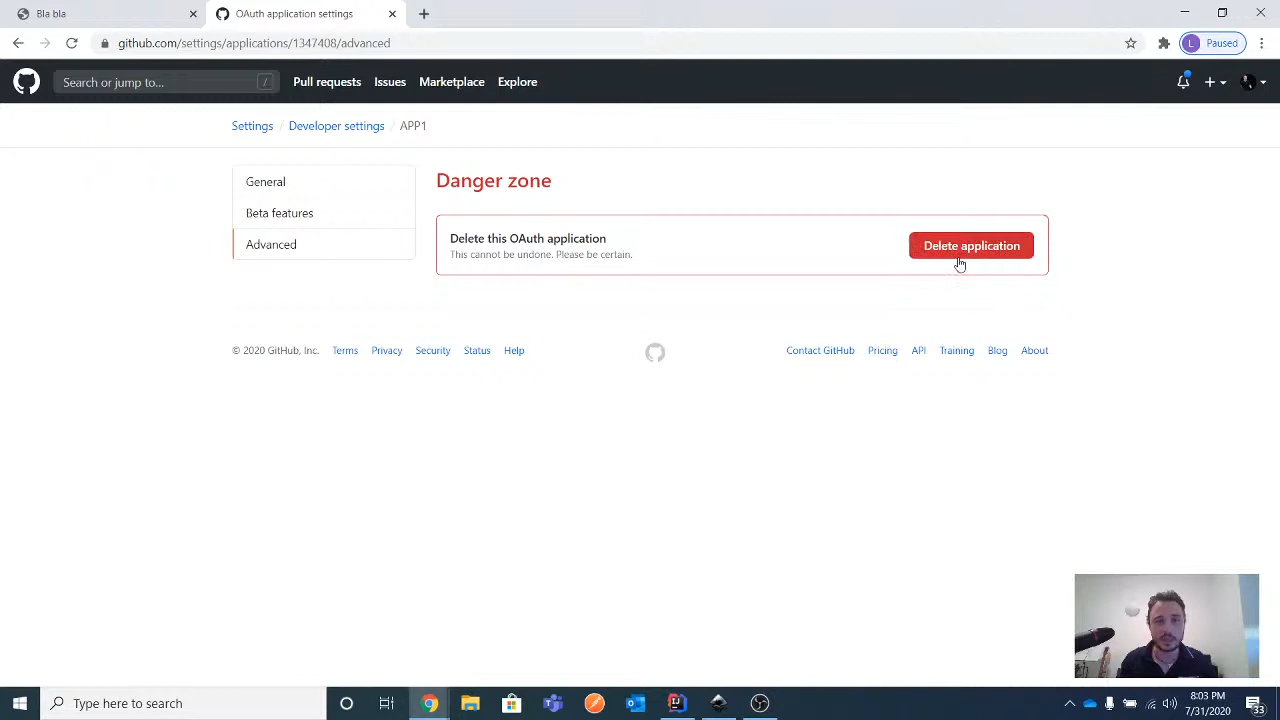 Bla bla
OAuth application settings
github.com/settings/applications/1347408/advanced
L Paused
Search or jump to... /
Pull requests
Issues
Marketplace
Explore
Settings / Developer settings / APP1
General
Beta features
Advanced
Danger zone
Delete this OAuth application
This cannot be undone. Please be certain.
Delete application
© 2020 GitHub, Inc.
Terms
Privacy
Security
Status
Help
Contact GitHub
Pricing
API
Training
Blog
About
Type here to search
8:03 PM
7/31/2020
33